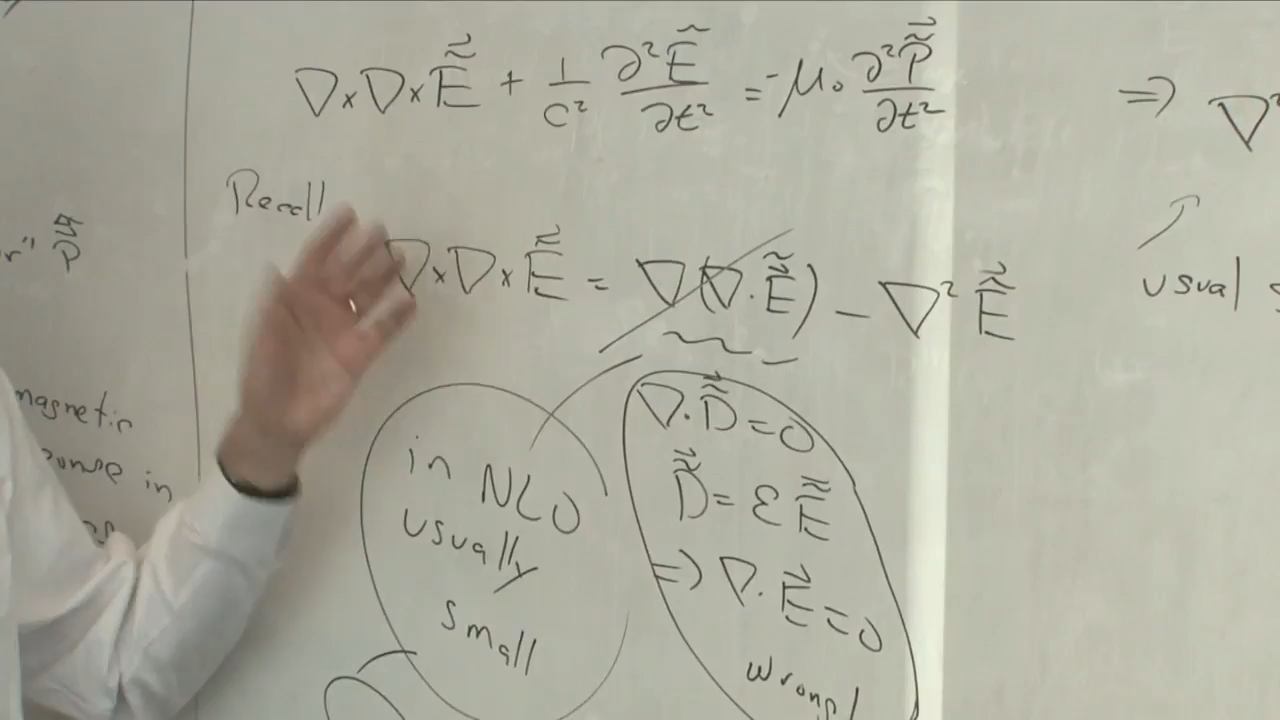 ∇×∇×Ẽ⃗ + 1/c² ∂²Ẽ/∂t² = -μ₀ ∂²P̃⃗/∂t² ⇒ ∇²
Recall
∇×∇×Ẽ⃗ = ∇(∇·Ẽ⃗) – ∇²Ẽ⃗
r" P̃⃗
usual
magnetic
in
in NLO
usually
small
∇·D̃⃗ = 0
D̃⃗ = εẼ⃗
⇒ ∇·Ẽ⃗ = 0
wrong!